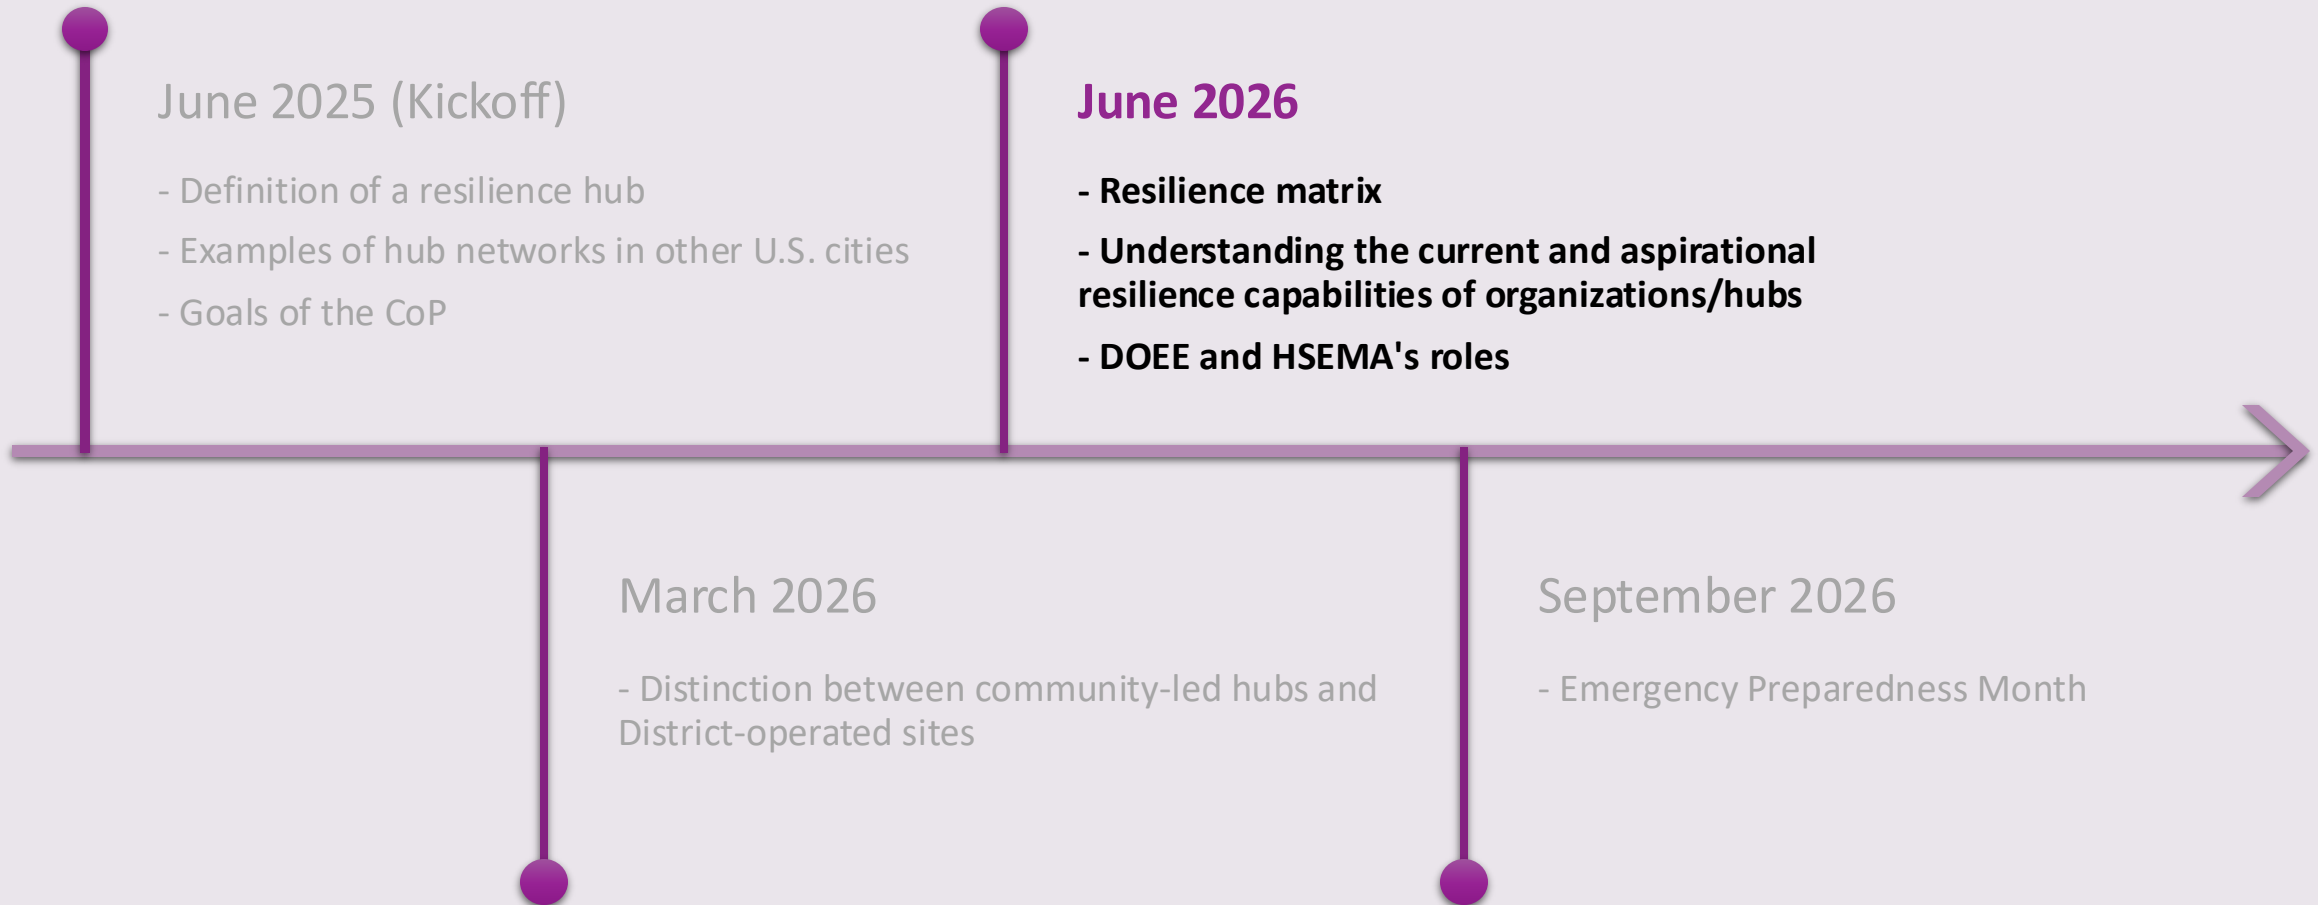 June 2025 (Kickoff)
- Definition of a resilience hub
- Examples of hub networks in other U.S. cities
- Goals of the CoP
March 2026
- Distinction between community-led hubs and
District-operated sites
June 2026
- Resilience matrix
- Understanding the current and aspirational
resilience capabilities of organizations/hubs
- DOEE and HSEMA's roles
September 2026
- Emergency Preparedness Month